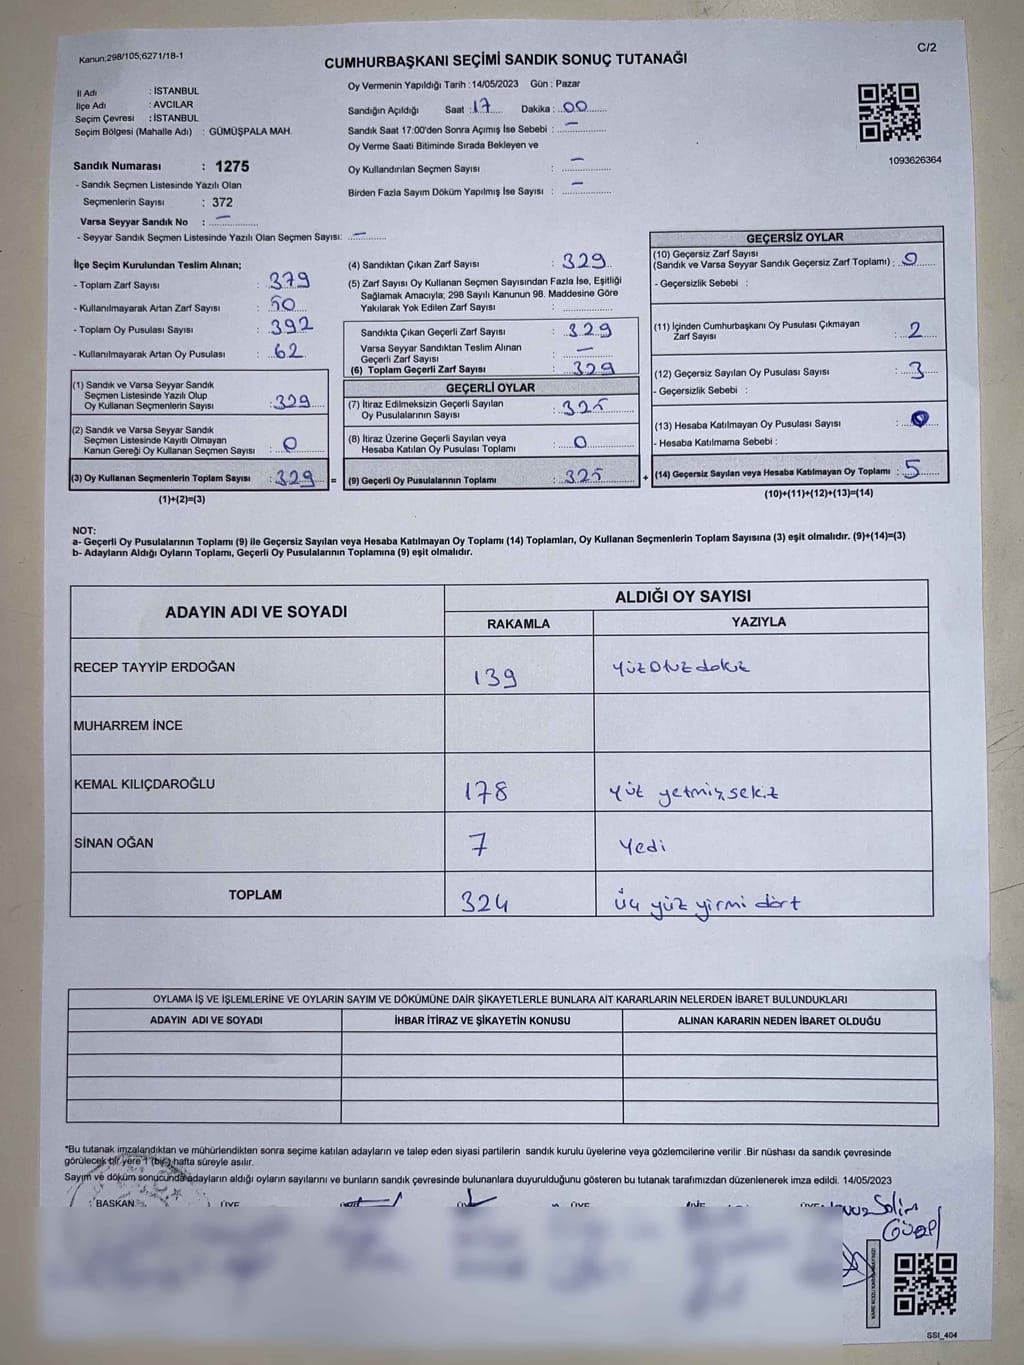 Kanun;298/105;6271/18-1
C/2
CUMHURBAŞKANI SEÇİMİ SANDIK SONUÇ TUTANAĞI
İl Adı : İSTANBUL
İlçe Adı : AVCILAR
Seçim Çevresi : İSTANBUL
Seçim Bölgesi (Mahalle Adı) : GÜMÜŞPALA MAH.
Sandık Numarası : 1275
- Sandık Seçmen Listesinde Yazılı Olan
Seçmenlerin Sayısı : 372
Varsa Seyyar Sandık No : —
- Seyyar Sandık Seçmen Listesinde Yazılı Olan Seçmen Sayısı: —
Oy Vermenin Yapıldığı Tarih : 14/05/2023 Gün : Pazar
Sandığın Açıldığı Saat : 17 Dakika : 00
Sandık Saat 17:00'den Sonra Açımış İse Sebebi : —
Oy Verme Saati Bitiminde Sırada Bekleyen ve
Oy Kullandırılan Seçmen Sayısı : —
Birden Fazla Sayım Döküm Yapılmış İse Sayısı : —
1093626364
İlçe Seçim Kurulundan Teslim Alınan;
- Toplam Zarf Sayısı : 379
- Kullanılmayarak Artan Zarf Sayısı : 50
- Toplam Oy Pusulası Sayısı : 392
- Kullanılmayarak Artan Oy Pusulası : 62
(1) Sandık ve Varsa Seyyar Sandık
Seçmen Listesinde Yazılı Olup
Oy Kullanan Seçmenlerin Sayısı : 329
(2) Sandık ve Varsa Seyyar Sandık
Seçmen Listesinde Kayıtlı Olmayan
Kanun Gereği Oy Kullanan Seçmen Sayısı : 0
(3) Oy Kullanan Seçmenlerin Toplam Sayısı : 329 =
(1)+(2)=(3)
(4) Sandıktan Çıkan Zarf Sayısı : 329
(5) Zarf Sayısı Oy Kullanan Seçmen Sayısından Fazla İse, Eşitliği
Sağlamak Amacıyla; 298 Sayılı Kanunun 98. Maddesine Göre
Yakılarak Yok Edilen Zarf Sayısı :
Sandıkta Çıkan Geçerli Zarf Sayısı : 329
Varsa Seyyar Sandıktan Teslim Alınan
Geçerli Zarf Sayısı : —
(6) Toplam Geçerli Zarf Sayısı : 329
GEÇERLİ OYLAR
(7) İtiraz Edilmeksizin Geçerli Sayılan
Oy Pusulalarının Sayısı : 325
(8) İtiraz Üzerine Geçerli Sayılan veya
Hesaba Katılan Oy Pusulası Toplamı : 0
(9) Geçerli Oy Pusulalarının Toplamı : 325 +
GEÇERSİZ OYLAR
(10) Geçersiz Zarf Sayısı
(Sandık ve Varsa Seyyar Sandık Geçersiz Zarf Toplamı) : 0
- Geçersizlik Sebebi :
(11) İçinden Cumhurbaşkanı Oy Pusulası Çıkmayan
Zarf Sayısı : 2
(12) Geçersiz Sayılan Oy Pusulası Sayısı : 3
- Geçersizlik Sebebi :
(13) Hesaba Katılmayan Oy Pusulası Sayısı : 0
- Hesaba Katılmama Sebebi :
(14) Geçersiz Sayılan veya Hesaba Katılmayan Oy Toplamı : 5
(10)+(11)+(12)+(13)=(14)
NOT:
a- Geçerli Oy Pusulalarının Toplamı (9) ile Geçersiz Sayılan veya Hesaba Katılmayan Oy Toplamı (14) Toplamları, Oy Kullanan Seçmenlerin Toplam Sayısına (3) eşit olmalıdır. (9)+(14)=(3)
b- Adayların Aldığı Oyların Toplamı, Geçerli Oy Pusulalarının Toplamına (9) eşit olmalıdır.
ADAYIN ADI VE SOYADI ALDIĞI OY SAYISI
RAKAMLA YAZIYLA
RECEP TAYYİP ERDOĞAN 139 yüz otuz dokuz
MUHARREM İNCE
KEMAL KILIÇDAROĞLU 178 yüz yetmiş sekiz
SİNAN OĞAN 7 yedi
TOPLAM 324 üç yüz yirmi dört
OYLAMA İŞ VE İŞLEMLERİNE VE OYLARIN SAYIM VE DÖKÜMÜNE DAİR ŞİKAYETLERLE BUNLARA AİT KARARLARIN NELERDEN İBARET BULUNDUKLARI
ADAYIN ADI VE SOYADI İHBAR İTİRAZ VE ŞİKAYETİN KONUSU ALINAN KARARIN NEDEN İBARET OLDUĞU
*Bu tutanak imzalandıktan ve mühürlendikten sonra seçime katılan adayların ve talep eden siyasi partilerin sandık kurulu üyelerine veya gözlemcilerine verilir .Bir nüshası da sandık çevresinde
görülecek bir yere 1 (bir) hafta süreyle asılır.
Sayım ve döküm sonucunda adayların aldığı oyların sayılarını ve bunların sandık çevresinde bulunanlara duyurulduğunu gösteren bu tutanak tarafımızdan düzenlenerek imza edildi. 14/05/2023
BAŞKAN ÜYE ÜYE ÜYE ÜYE
Selim
Güzel
SSI_404